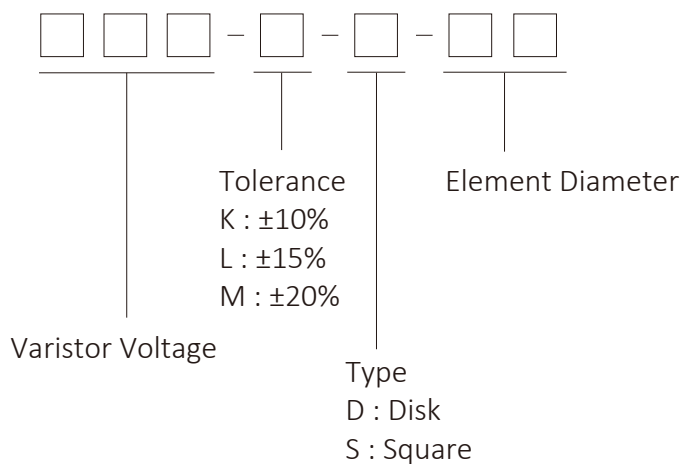 Tolerance
K : ±10%
L : ±15%
M : ±20%
Element Diameter
Varistor Voltage
Type
D : Disk
S : Square